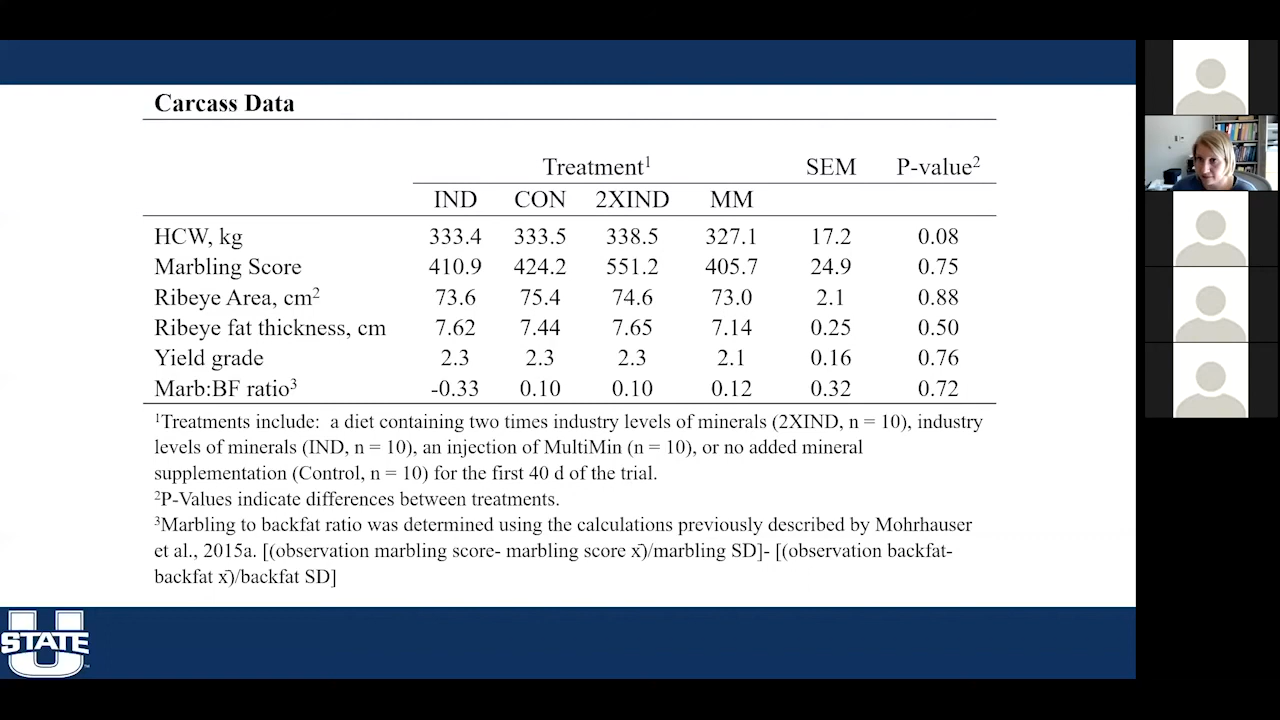 Carcass Data
Treatment¹ SEM P-value²
IND CON 2XIND MM
HCW, kg 333.4 333.5 338.5 327.1 17.2 0.08
Marbling Score 410.9 424.2 551.2 405.7 24.9 0.75
Ribeye Area, cm² 73.6 75.4 74.6 73.0 2.1 0.88
Ribeye fat thickness, cm 7.62 7.44 7.65 7.14 0.25 0.50
Yield grade 2.3 2.3 2.3 2.1 0.16 0.76
Marb:BF ratio³ -0.33 0.10 0.10 0.12 0.32 0.72
¹Treatments include: a diet containing two times industry levels of minerals (2XIND, n = 10), industry
levels of minerals (IND, n = 10), an injection of MultiMin (n = 10), or no added mineral
supplementation (Control, n = 10) for the first 40 d of the trial.
²P-Values indicate differences between treatments.
³Marbling to backfat ratio was determined using the calculations previously described by Mohrhauser
et al., 2015a. [(observation marbling score- marbling score x̄)/marbling SD]- [(observation backfat-
backfat x̄)/backfat SD]
U
STATE